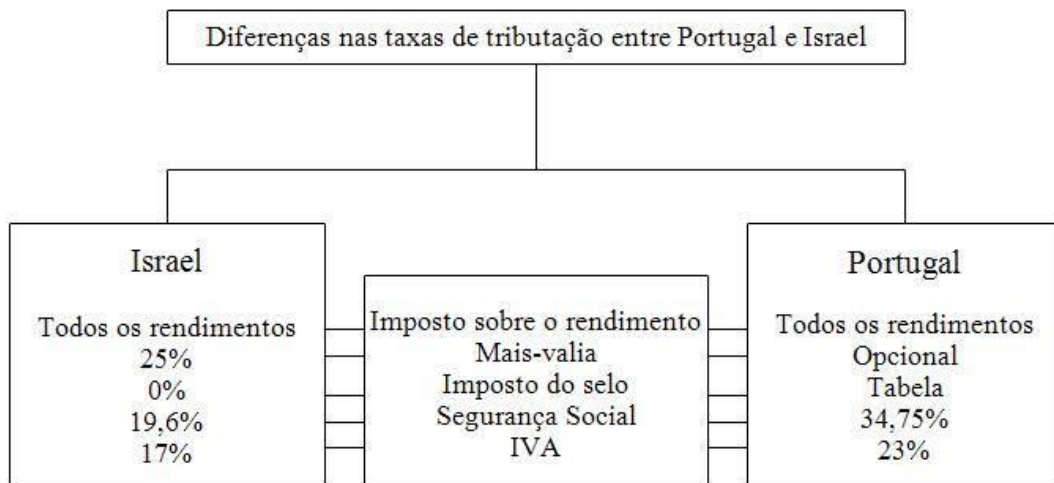 Diferenças nas taxas de tributação entre Portugal e Israel
Israel
Todos os rendimentos
25%
0%
19,6%
17%
Imposto sobre o rendimento
Mais-valia
Imposto do selo
Segurança Social
IVA
Portugal
Todos os rendimentos
Opcional
Tabela
34,75%
23%